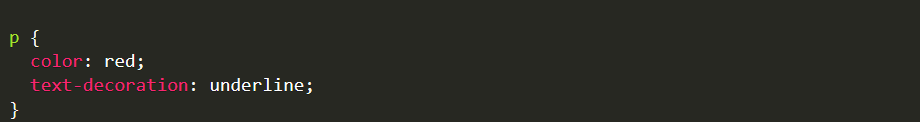 p {
  color: red;
  text-decoration: underline;
}